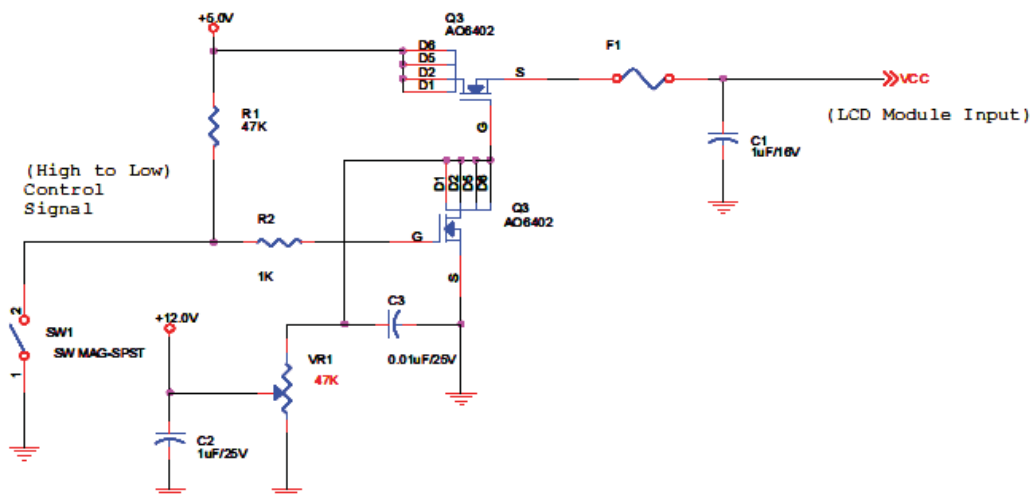 +5.0V
Q3
AO6402
D6
D5
D2
D1
S
G
F1
VCC
(LCD Module Input)
C1
1uF/16V
R1
47K
(High to Low)
Control
Signal
R2
1K
D1
D2
D5
D6
Q3
AO6402
G
S
+12.0V
2
SW1
SW MAG-SPST
1
C3
0.01uF/25V
VR1
47K
C2
1uF/25V